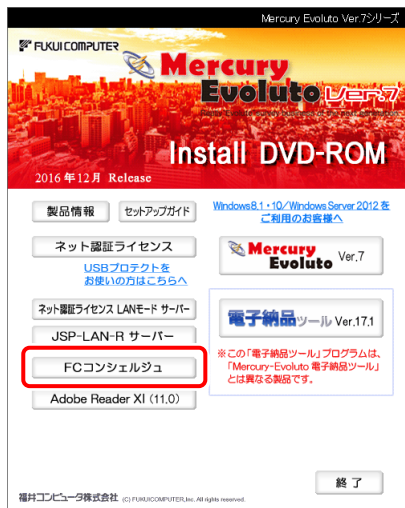 Mercury Evoluto Ver.7シリーズ
FUKUI COMPUTER
Mercury
Evoluto Ver.7
Install DVD-ROM
2016年12月 Release
製品情報
セットアップガイド
Windows8.1・10/Windows Server 2012を
ご利用のお客様へ
ネット認証ライセンス
USBプロテクトを
お使いの方はこちらへ
Mercury
Evoluto Ver.7
ネット認証ライセンス LANモード サーバー
JSP-LAN-R サーバー
電子納品ツール Ver.17.1
FCコンシェルジュ
※この「電子納品ツール」プログラムは、
「Mercury-Evoluto 電子納品ツール」
とは異なる製品です。
Adobe Reader XI (11.0)
終了
福井コンピュータ株式会社 (C) FUKUICOMPUTER,Inc. All rights reserved.